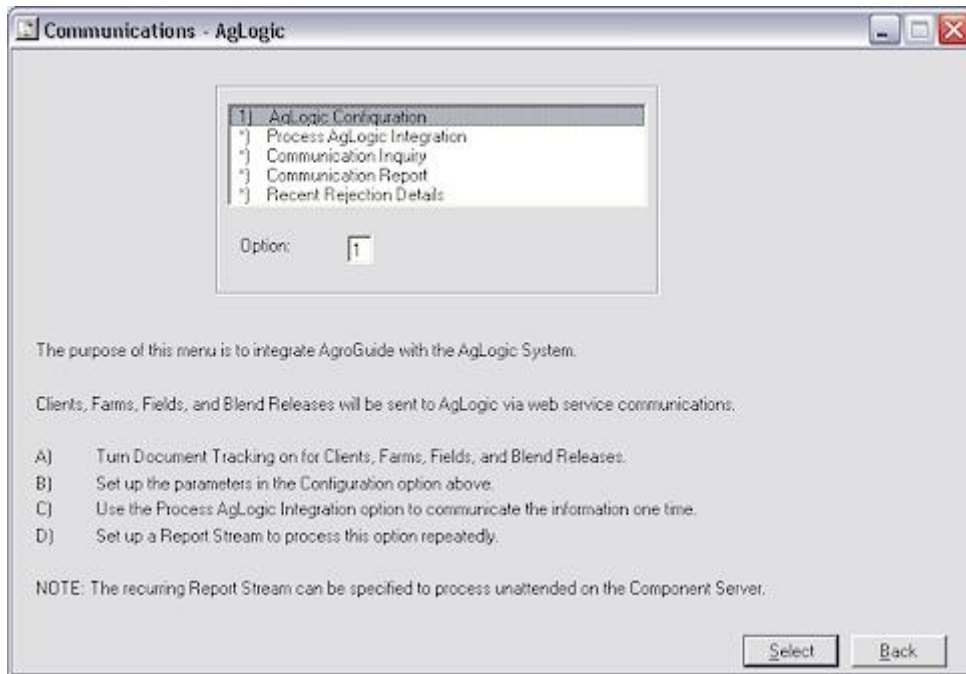 Communications - AgLogic
1) AgLogic Configuration
*) Process AgLogic Integration
*) Communication Inquiry
*) Communication Report
*) Recent Rejection Details
Option: 1
The purpose of this menu is to integrate AgroGuide with the AgLogic System.
Clients, Farms, Fields, and Blend Releases will be sent to AgLogic via web service communications.
A) Turn Document Tracking on for Clients, Farms, Fields, and Blend Releases.
B) Set up the parameters in the Configuration option above.
C) Use the Process AgLogic Integration option to communicate the information one time.
D) Set up a Report Stream to process this option repeatedly.
NOTE: The recurring Report Stream can be specified to process unattended on the Component Server.
Select Back